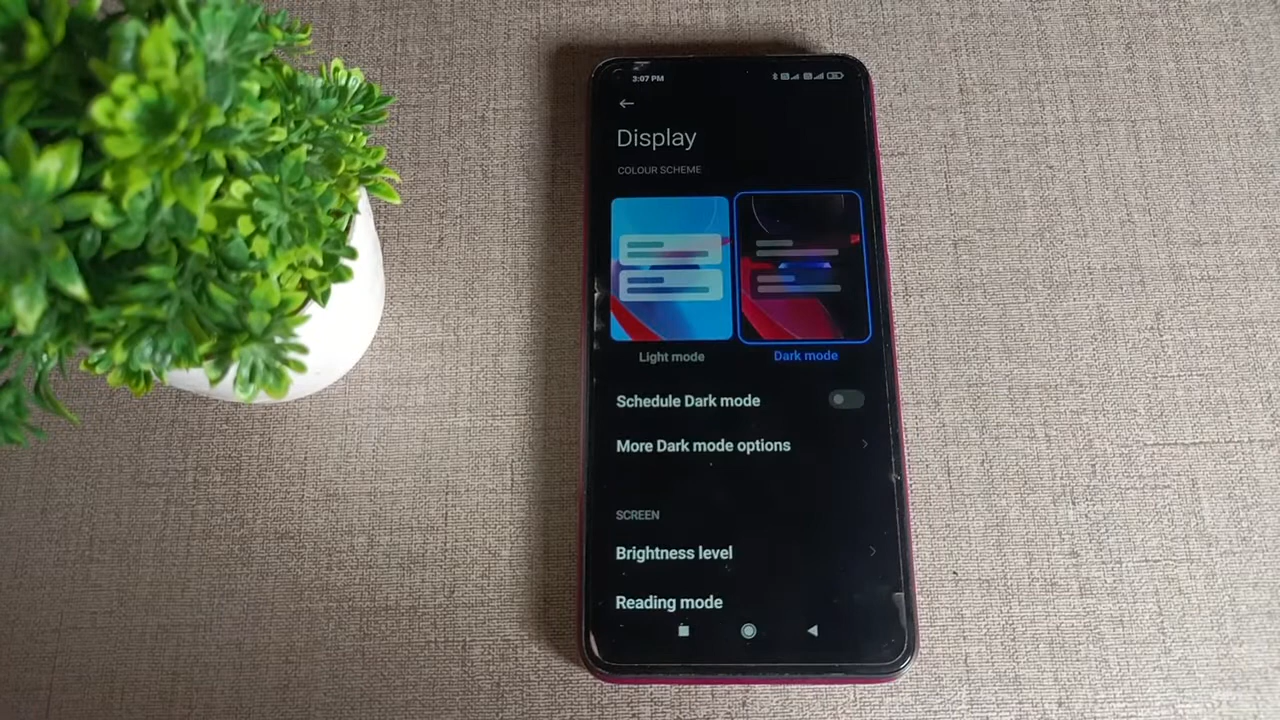 3:07 PM
Display
COLOUR SCHEME
Light mode
Dark mode
Schedule Dark mode
More Dark mode options
SCREEN
Brightness level
Reading mode